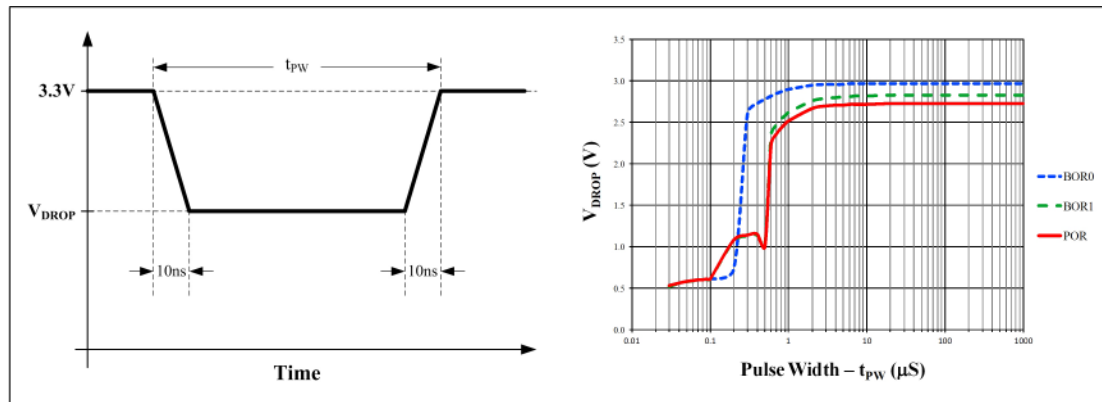 tPW
3.3V
VDROP
10ns
10ns
Time
3.5
3.0
2.5
2.0
1.5
1.0
0.5
0.0
VDROP (V)
0.01
0.1
1
10
100
1000
Pulse Width – tPW (µS)
BOR0
BOR1
POR